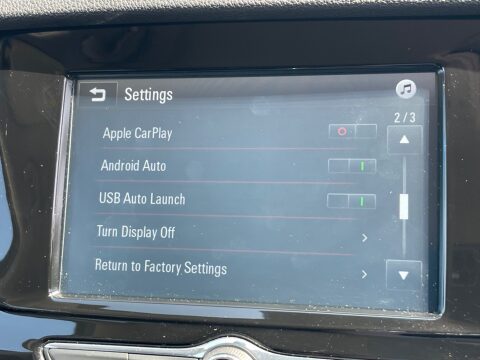 Settings
2 / 3
Apple CarPlay
Android Auto
USB Auto Launch
Turn Display Off
Return to Factory Settings